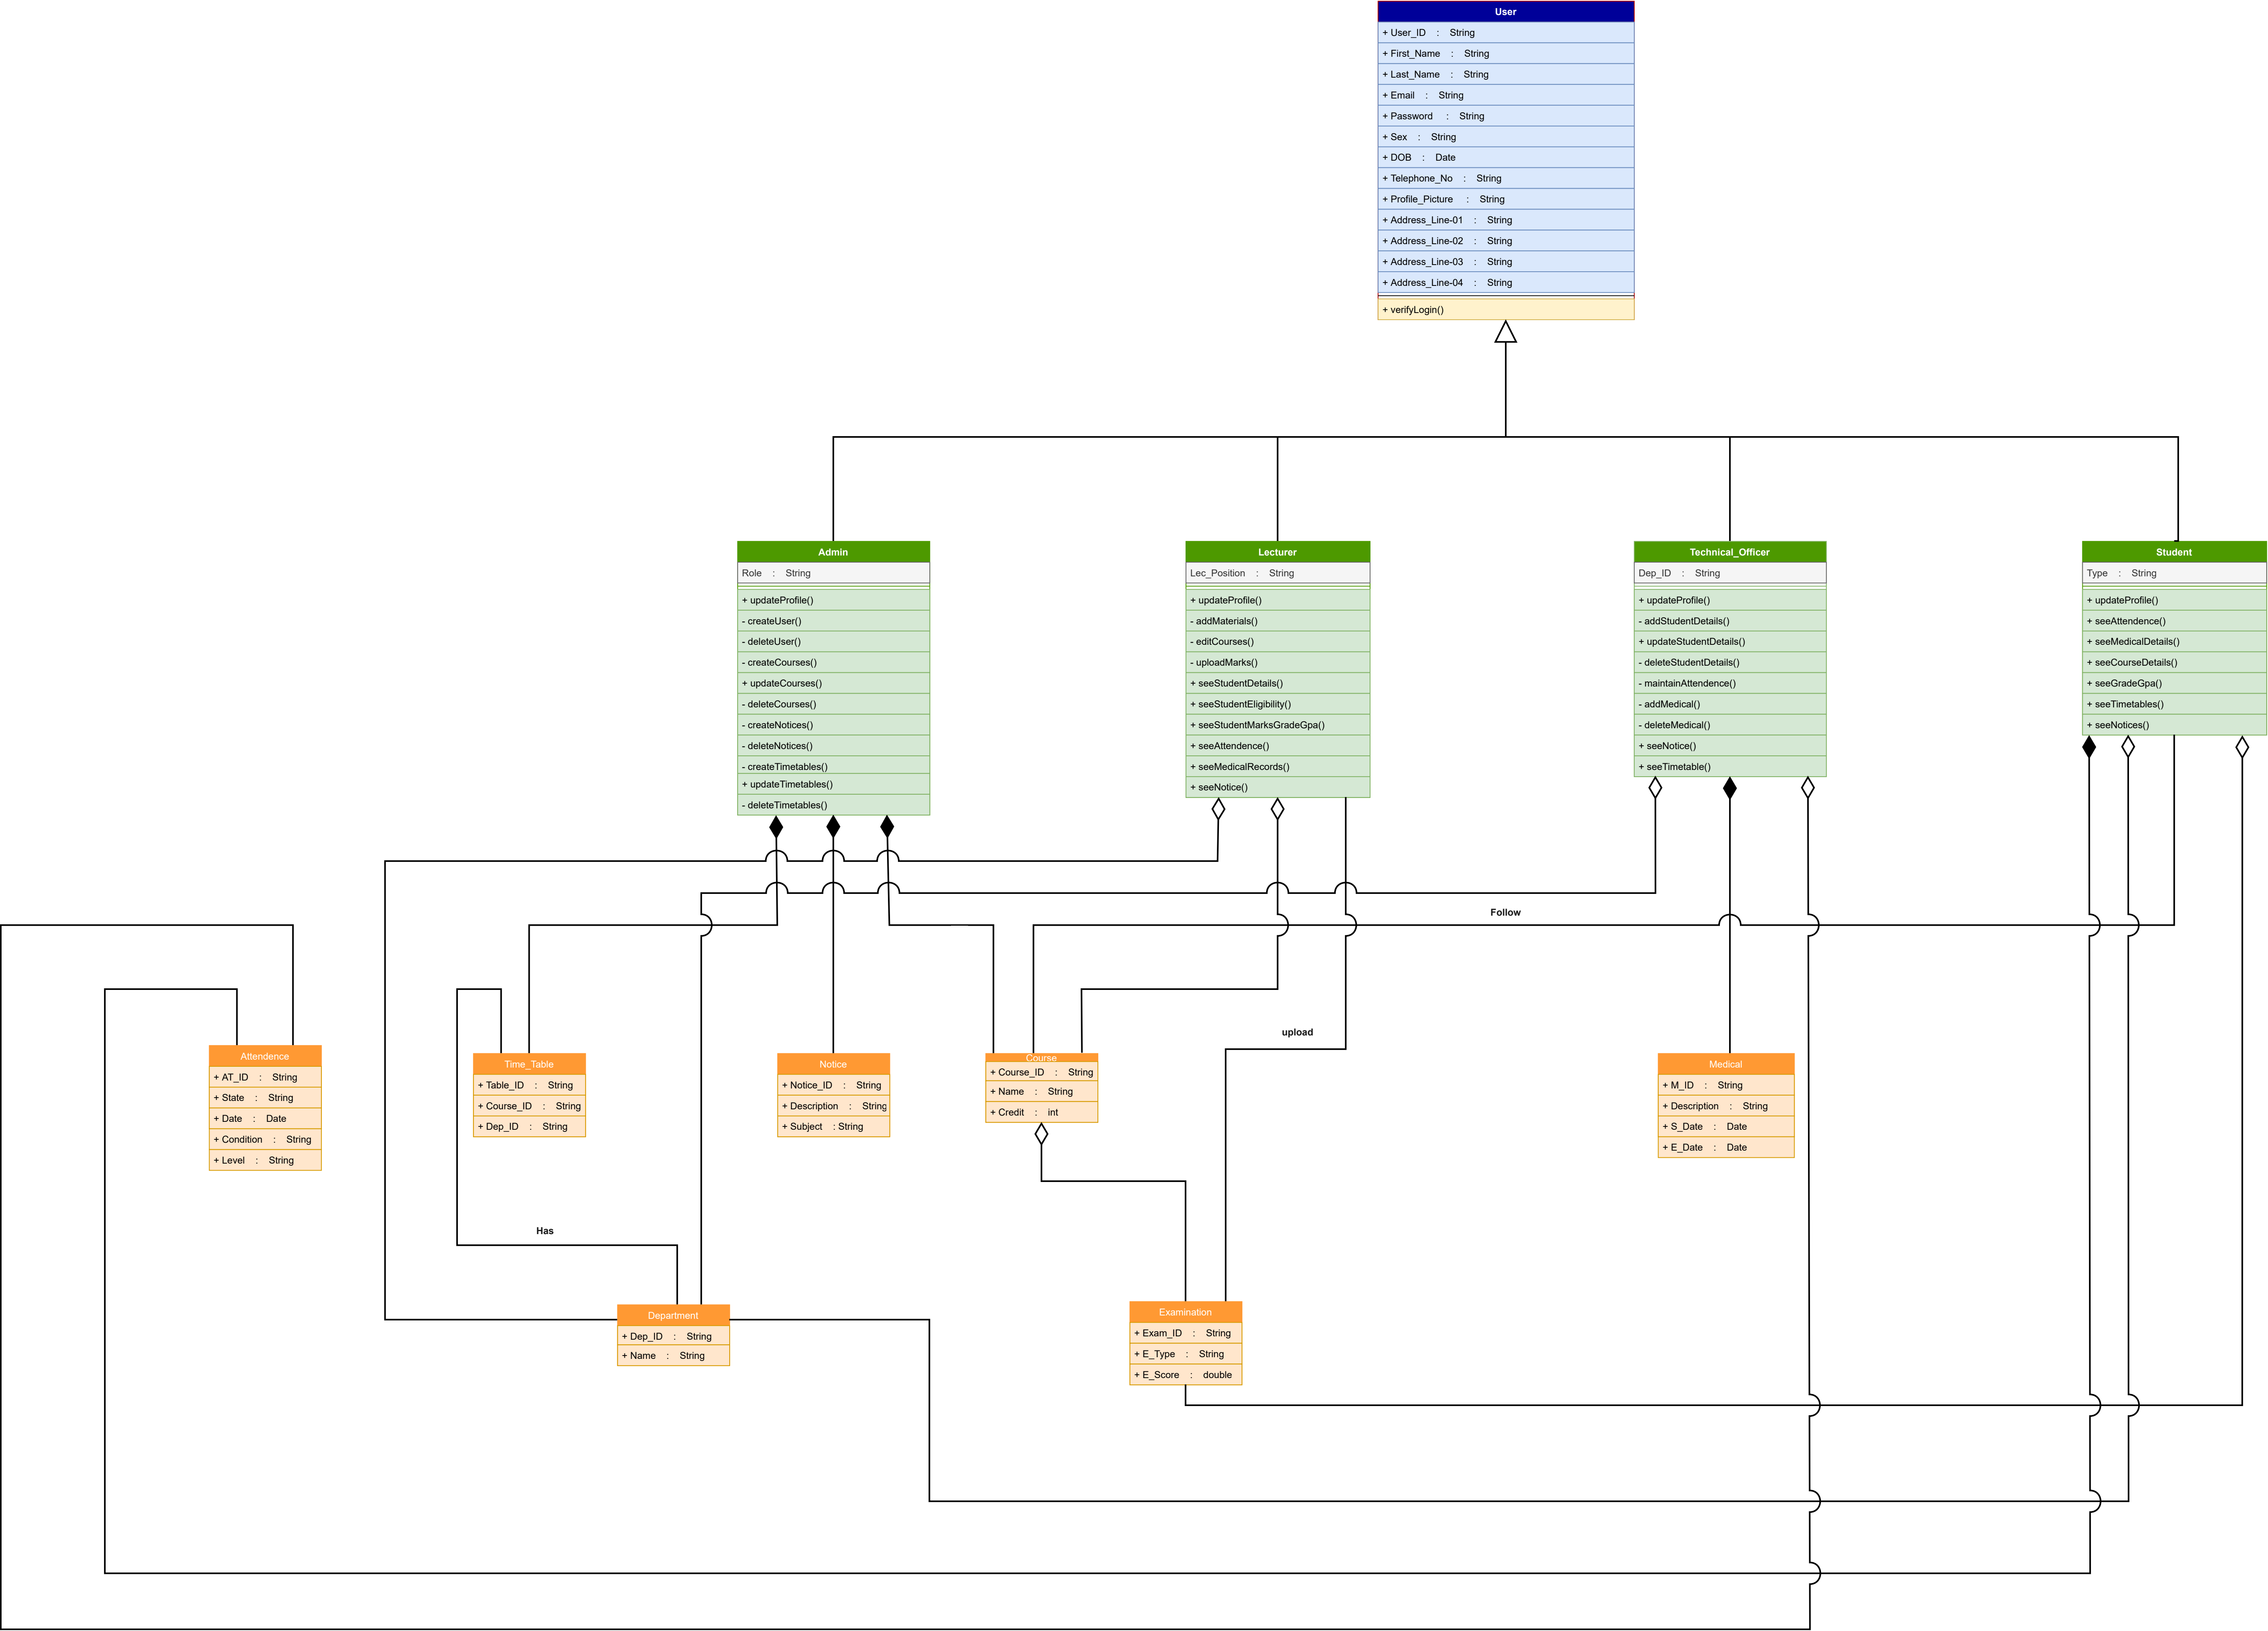 User
+ User_ID : String
+ First_Name : String
+ Last_Name : String
+ Email : String
+ Password : String
+ Sex : String
+ DOB : Date
+ Telephone_No : String
+ Profile_Picture : String
+ Address_Line-01 : String
+ Address_Line-02 : String
+ Address_Line-03 : String
+ Address_Line-04 : String
+ verifyLogin()
Admin
Role : String
+ updateProfile()
- createUser()
- deleteUser()
- createCourses()
+ updateCourses()
- deleteCourses()
- createNotices()
- deleteNotices()
- createTimetables()
+ updateTimetables()
- deleteTimetables()
Lecturer
Lec_Position : String
+ updateProfile()
- addMaterials()
- editCourses()
- uploadMarks()
+ seeStudentDetails()
+ seeStudentEligibility()
+ seeStudentMarksGradeGpa()
+ seeAttendence()
+ seeMedicalRecords()
+ seeNotice()
Technical_Officer
Dep_ID : String
+ updateProfile()
- addStudentDetails()
+ updateStudentDetails()
- deleteStudentDetails()
- maintainAttendence()
- addMedical()
- deleteMedical()
+ seeNotice()
+ seeTimetable()
Student
Type : String
+ updateProfile()
+ seeAttendence()
+ seeMedicalDetails()
+ seeCourseDetails()
+ seeGradeGpa()
+ seeTimetables()
+ seeNotices()
Follow
upload
Attendence
+ AT_ID : String
+ State : String
+ Date : Date
+ Condition : String
+ Level : String
Time_Table
+ Table_ID : String
+ Course_ID : String
+ Dep_ID : String
Notice
+ Notice_ID : String
+ Description : String
+ Subject : String
Course
+ Course_ID : String
+ Name : String
+ Credit : int
Medical
+ M_ID : String
+ Description : String
+ S_Date : Date
+ E_Date : Date
Has
Department
+ Dep_ID : String
+ Name : String
Examination
+ Exam_ID : String
+ E_Type : String
+ E_Score : double